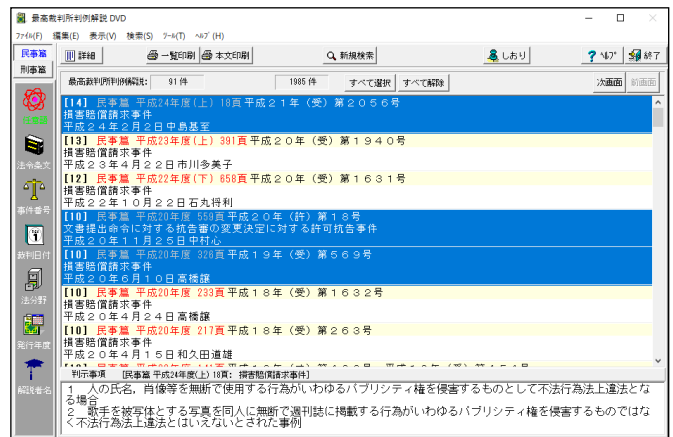 最高裁判所判例解説 DVD
ファイル(F) 編集(E) 表示(V) 検索(S) ツール(T) ヘルプ(H)
民事篇 詳細 一覧印刷 本文印刷 新規検索 しおり ヘルプ 終了
刑事篇
最高裁判所判例解説: 91件 1985件 すべて選択 すべて解除 次画面 前画面
[14] 民事篇 平成24年度(上) 18頁 平成21年(受)第2056号
損害賠償請求事件
平成24年2月2日中島基至
[13] 民事篇 平成23年度(上) 391頁 平成20年(受)第1940号
損害賠償請求事件
平成23年4月22日市川多美子
[12] 民事篇 平成22年度(下) 658頁 平成20年(受)第1631号
損害賠償請求事件
平成22年10月22日石丸将利
[10] 民事篇 平成20年度 559頁 平成20年(許)第18号
文書提出命令に対する抗告審の変更決定に対する許可抗告事件
平成20年11月25日中村心
[10] 民事篇 平成20年度 326頁 平成19年(受)第569号
損害賠償請求事件
平成20年6月10日高橋譲
[10] 民事篇 平成20年度 233頁 平成18年(受)第1632号
損害賠償請求事件
平成20年4月24日高橋譲
[10] 民事篇 平成20年度 217頁 平成18年(受)第263号
損害賠償請求事件
平成20年4月15日和久田道雄
法令条文
事件番号
裁判日付
法分野
発行年度
解説者名
判示事項 [民事篇 平成24年度(上) 18頁: 損害賠償請求事件]
1 人の氏名,肖像等を無断で使用する行為がいわゆるパブリシティ権を侵害するものとして不法行為法上違法とな
る場合
2 歌手を被写体とする写真を同人に無断で週刊誌に掲載する行為がいわゆるパブリシティ権を侵害するものではな
く不法行為法上違法とはいえないとされた事例